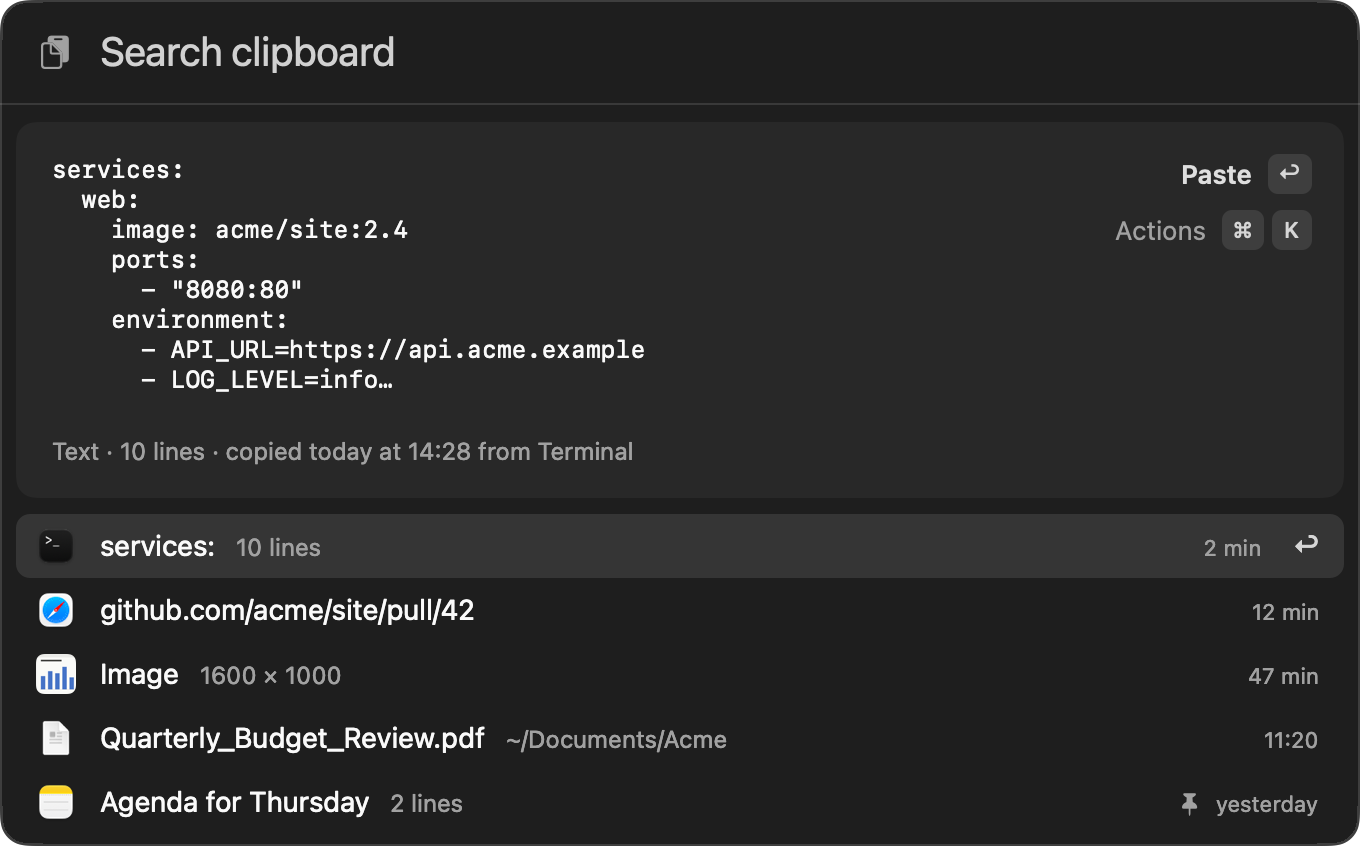 Search clipboard
services:
  web:
    image: acme/site:2.4
    ports:
      – "8080:80"
    environment:
      – API_URL=https://api.acme.example
      – LOG_LEVEL=info…
Paste ↩
Actions ⌘ K
Text · 10 lines · copied today at 14:28 from Terminal
>_ services: 10 lines 2 min ↩
github.com/acme/site/pull/42 12 min
Image 1600 × 1000 47 min
Quarterly_Budget_Review.pdf ~/Documents/Acme 11:20
Agenda for Thursday 2 lines yesterday